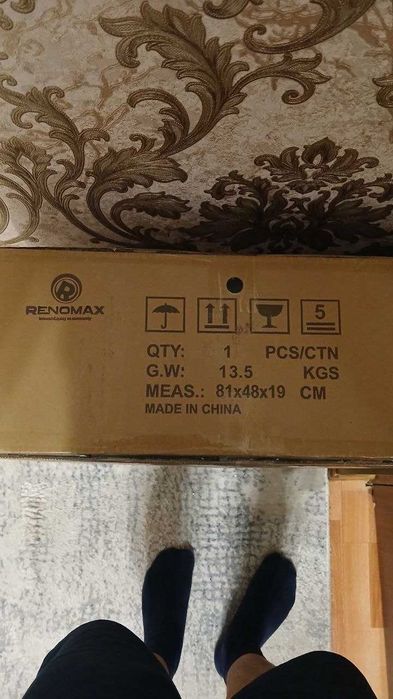 RENOMAX
5
QTY: 1 PCS/CTN
G.W: 13.5 KGS
MEAS.: 81x48x19 CM
MADE IN CHINA